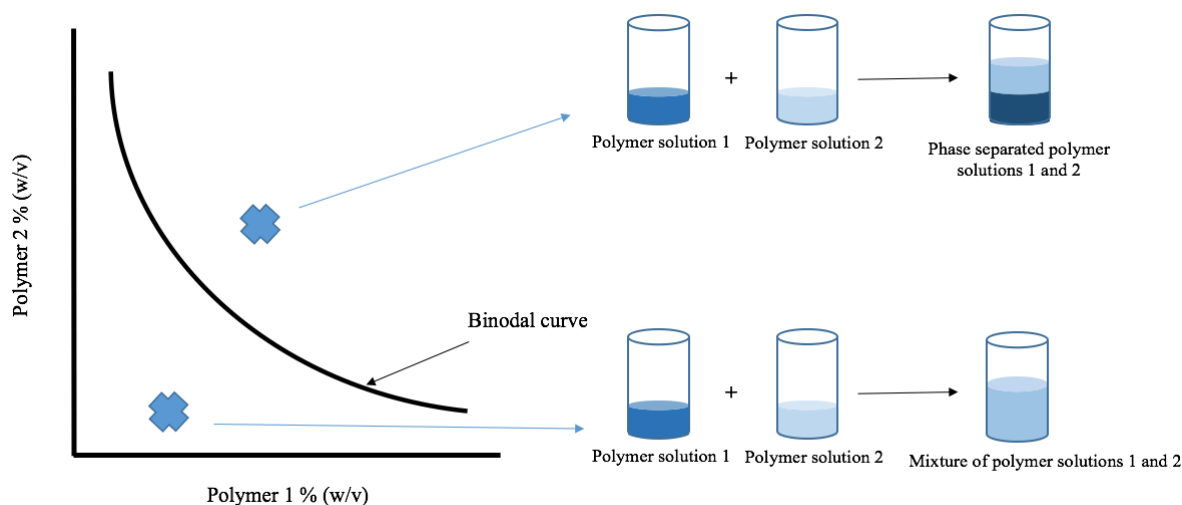 Polymer 2 % (w/v)
Polymer 1 % (w/v)
Binodal curve
+
Polymer solution 1
Polymer solution 2
Phase separated polymer
solutions 1 and 2
+
Polymer solution 1
Polymer solution 2
Mixture of polymer solutions 1 and 2